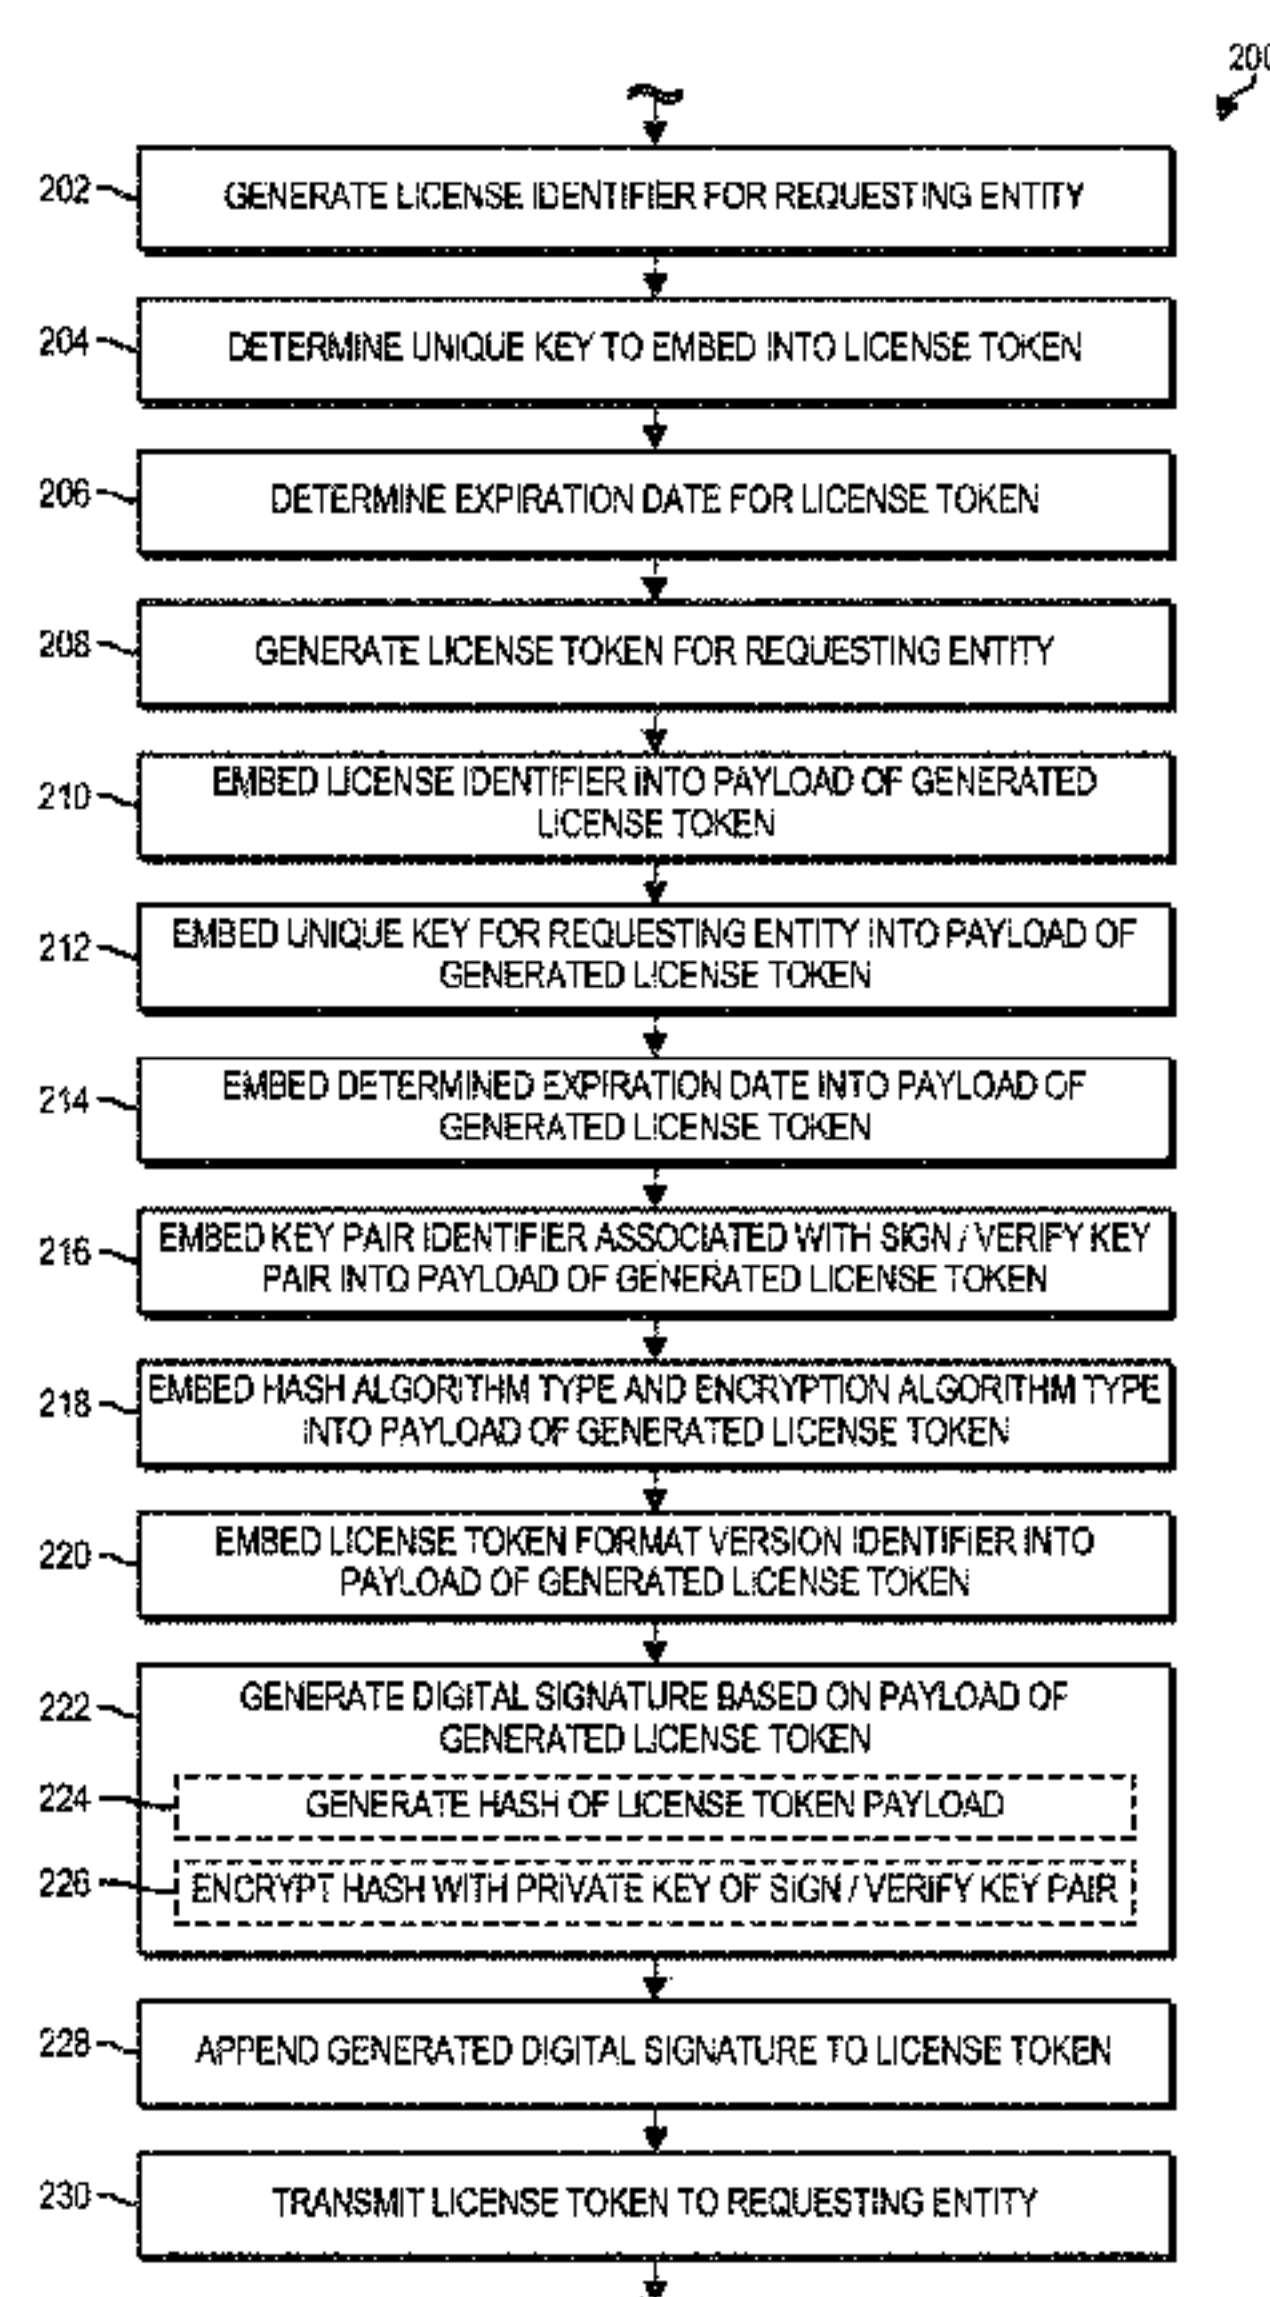 200
202
GENERATE LICENSE IDENTIFIER FOR REQUESTING ENTITY
204
DETERMINE UNIQUE KEY TO EMBED INTO LICENSE TOKEN
206
DETERMINE EXPIRATION DATE FOR LICENSE TOKEN
208
GENERATE LICENSE TOKEN FOR REQUESTING ENTITY
210
EMBED LICENSE IDENTIFIER INTO PAYLOAD OF GENERATED
LICENSE TOKEN
212
EMBED UNIQUE KEY FOR REQUESTING ENTITY INTO PAYLOAD OF
GENERATED LICENSE TOKEN
214
EMBED DETERMINED EXPIRATION DATE INTO PAYLOAD OF
GENERATED LICENSE TOKEN
216
EMBED KEY PAIR IDENTIFIER ASSOCIATED WITH SIGN / VERIFY KEY
PAIR INTO PAYLOAD OF GENERATED LICENSE TOKEN
218
EMBED HASH ALGORITHM TYPE AND ENCRYPTION ALGORITHM TYPE
INTO PAYLOAD OF GENERATED LICENSE TOKEN
220
EMBED LICENSE TOKEN FORMAT VERSION IDENTIFIER INTO
PAYLOAD OF GENERATED LICENSE TOKEN
222
GENERATE DIGITAL SIGNATURE BASED ON PAYLOAD OF
GENERATED LICENSE TOKEN
224
GENERATE HASH OF LICENSE TOKEN PAYLOAD
226
ENCRYPT HASH WITH PRIVATE KEY OF SIGN / VERIFY KEY PAIR
228
APPEND GENERATED DIGITAL SIGNATURE TO LICENSE TOKEN
230
TRANSMIT LICENSE TOKEN TO REQUESTING ENTITY